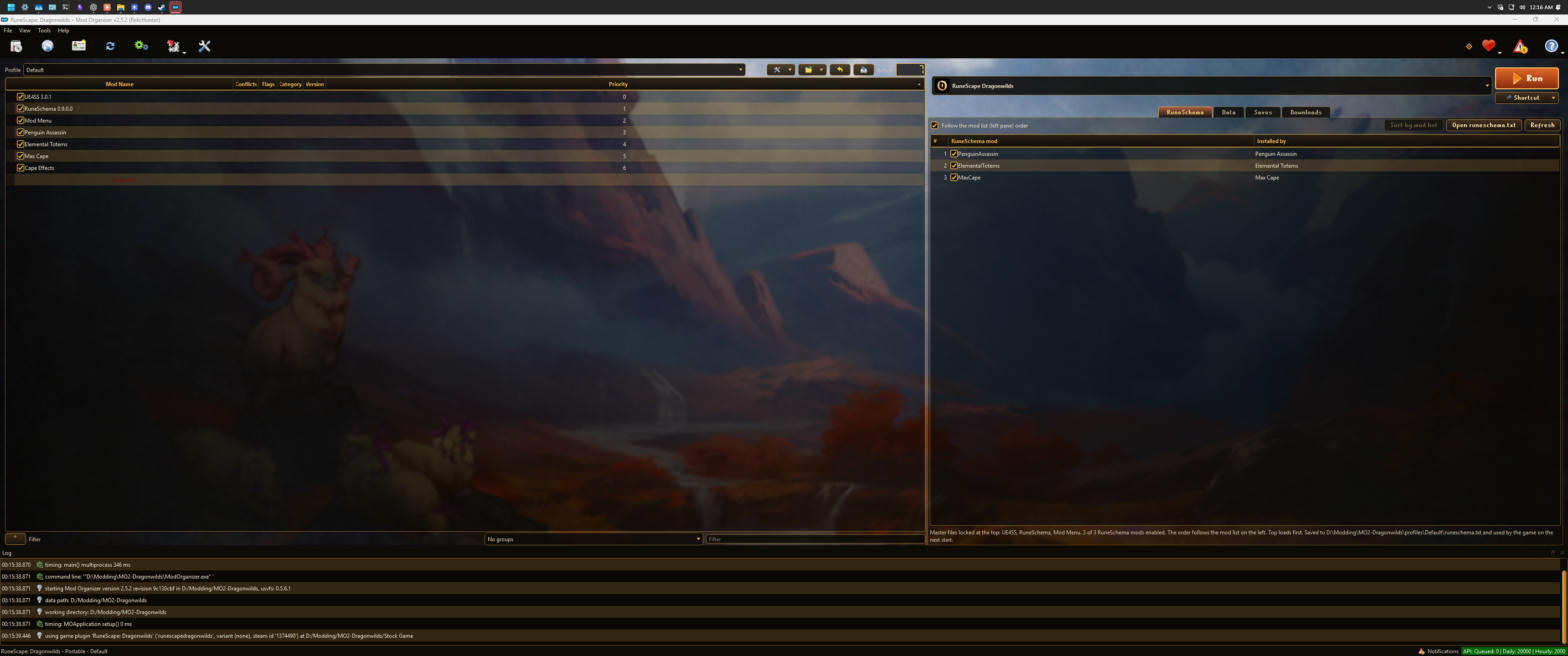 12:16 AM
RuneScape: Dragonwilds – Mod Organizer v2.5.2 (RelicHunter)
File View Tools Help
Profile Default
Mod Name Conflicts Flags Category Version Priority
UE4SS 3.0.1 0
RuneSchema 0.9.0.0 1
Mod Menu 2
Penguin Assassin 3
Elemental Totems 4
Max Cape 5
Cape Effects 6
Filter No groups Filter
RuneScape Dragonwilds
Run
Shortcut
RuneSchema Data Saves Downloads
Follow the mod list (left pane) order Sort by mod list Open runeschema.txt Refresh
# RuneSchema mod Installed by
1 PenguinAssassin Penguin Assassin
2 ElementalTotems Elemental Totems
3 MaxCape Max Cape
Master files locked at the top: UE4SS, RuneSchema, Mod Menu. 3 of 3 RuneSchema mods enabled. The order follows the mod list on the left. Top loads first. Saved to D:\Modding\MO2-Dragonwilds\profiles\Default\runeschema.txt and used by the game on the
next start.
Log
00:15:38.870 timing: main() multiprocess 346 ms
00:15:38.871 command line: '"D:\Modding\MO2-Dragonwilds\ModOrganizer.exe" '
00:15:38.871 starting Mod Organizer version 2.5.2 revision 9c130cbf in D:/Modding/MO2-Dragonwilds, usvfs: 0.5.6.1
00:15:38.871 data path: D:/Modding/MO2-Dragonwilds
00:15:38.871 working directory: D:/Modding/MO2-Dragonwilds
00:15:38.871 timing: MOApplication setup() 0 ms
00:15:39.446 using game plugin 'RuneScape: Dragonwilds' ('runescapedragonwilds', variant (none), steam id '1374490') at D:/Modding/MO2-Dragonwilds/Stock Game
RuneScape: Dragonwilds - Portable - Default
Notifications API: Queued: 0 | Daily: 20000 | Hourly: 2000